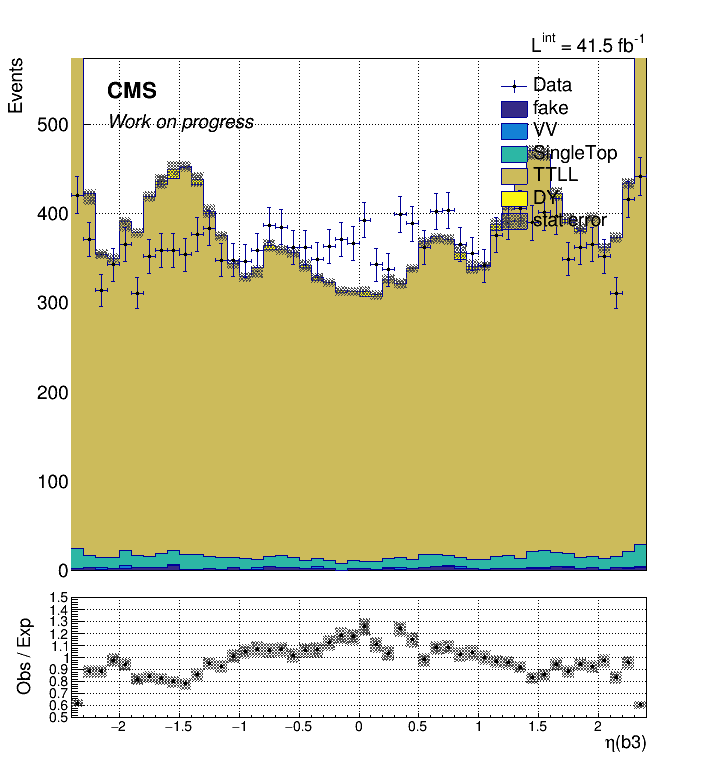 L^int = 41.5 fb^-1
Events
CMS
Work on progress
Data
fake
VV
SingleTop
TTLL
DY
stat error
500
400
300
200
100
0
Obs / Exp
1.5
1.4
1.3
1.2
1.1
1
0.9
0.8
0.7
0.6
0.5
−2 −1.5 −1 −0.5 0 0.5 1 1.5 2
η(b3)